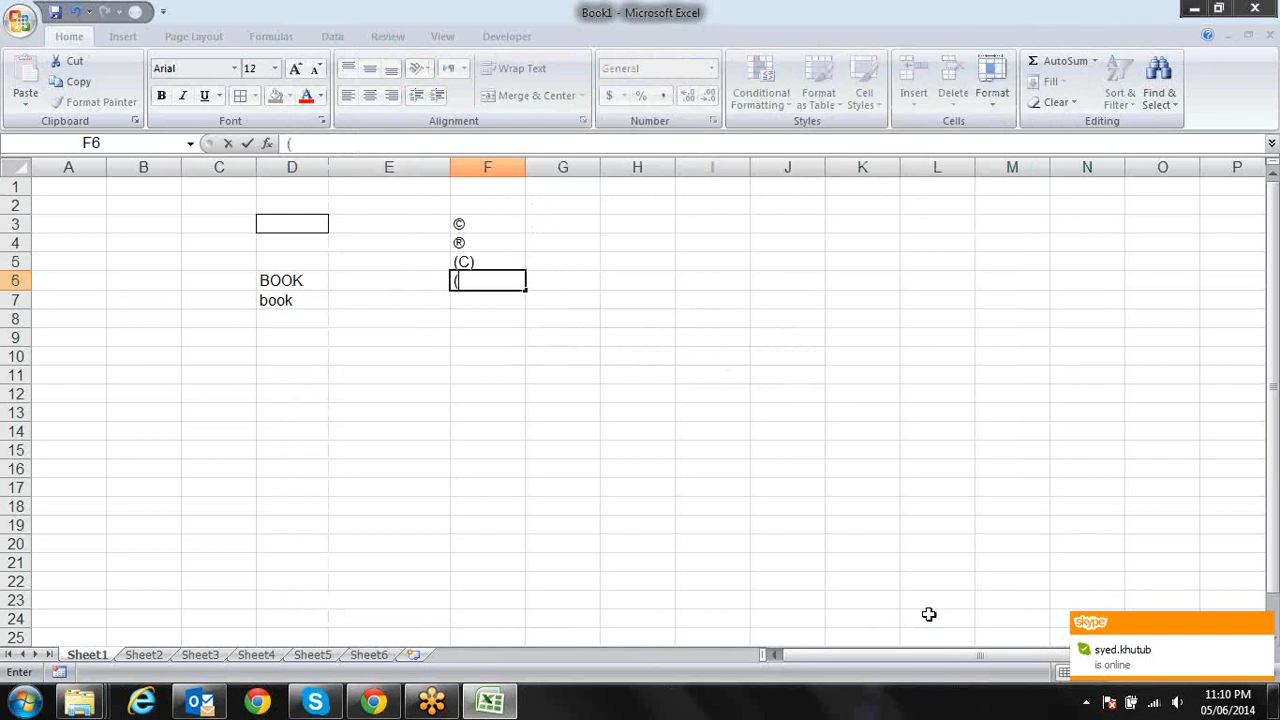 Book1 - Microsoft Excel
Home Insert Page Layout Formulas Data Review View Developer
Paste
Cut
Copy
Format Painter
Clipboard
Arial 12
B I U
Font
Wrap Text
Merge & Center
Alignment
General
$ % ,
Number
Conditional Formatting
Format as Table
Cell Styles
Styles
Insert Delete Format
Cells
Σ AutoSum
Fill
Clear
Sort & Filter
Find & Select
Editing
F6 fx (
A B C D E F G H I J K L M N O P
1
2
3 ©
4 ®
5 (C)
6 BOOK (
7 book
8
9
10
11
12
13
14
15
16
17
18
19
20
21
22
23
24
25
skype
syed.khutub
is online
Sheet1 Sheet2 Sheet3 Sheet4 Sheet5 Sheet6
Enter
11:10 PM
05/06/2014